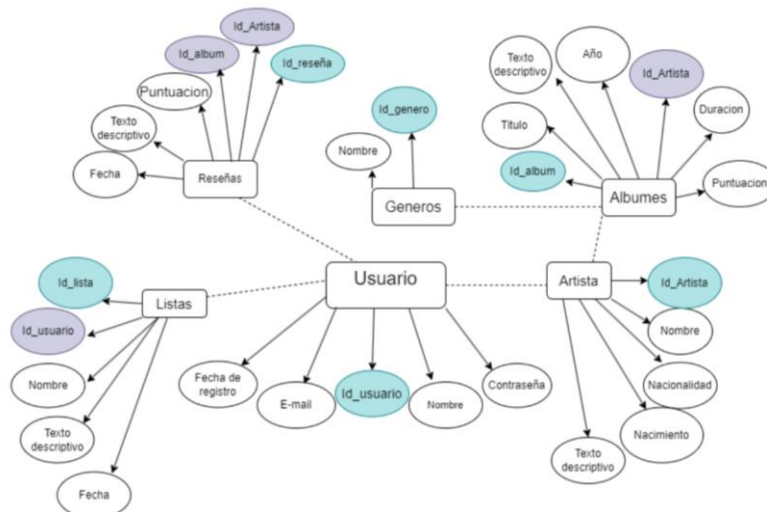 Id_Artista
Id_album
Id_reseña
Puntuacion
Texto
descriptivo
Fecha
Reseñas
Id_genero
Nombre
Generos
Texto
descriptivo
Año
Id_Artista
Duracion
Titulo
Id_album
Puntuacion
Albumes
Id_lista
Id_usuario
Nombre
Texto
descriptivo
Fecha
Listas
Usuario
Fecha de
registro
E-mail
Id_usuario
Nombre
Contraseña
Artista
Id_Artista
Nombre
Nacionalidad
Nacimiento
Texto
descriptivo